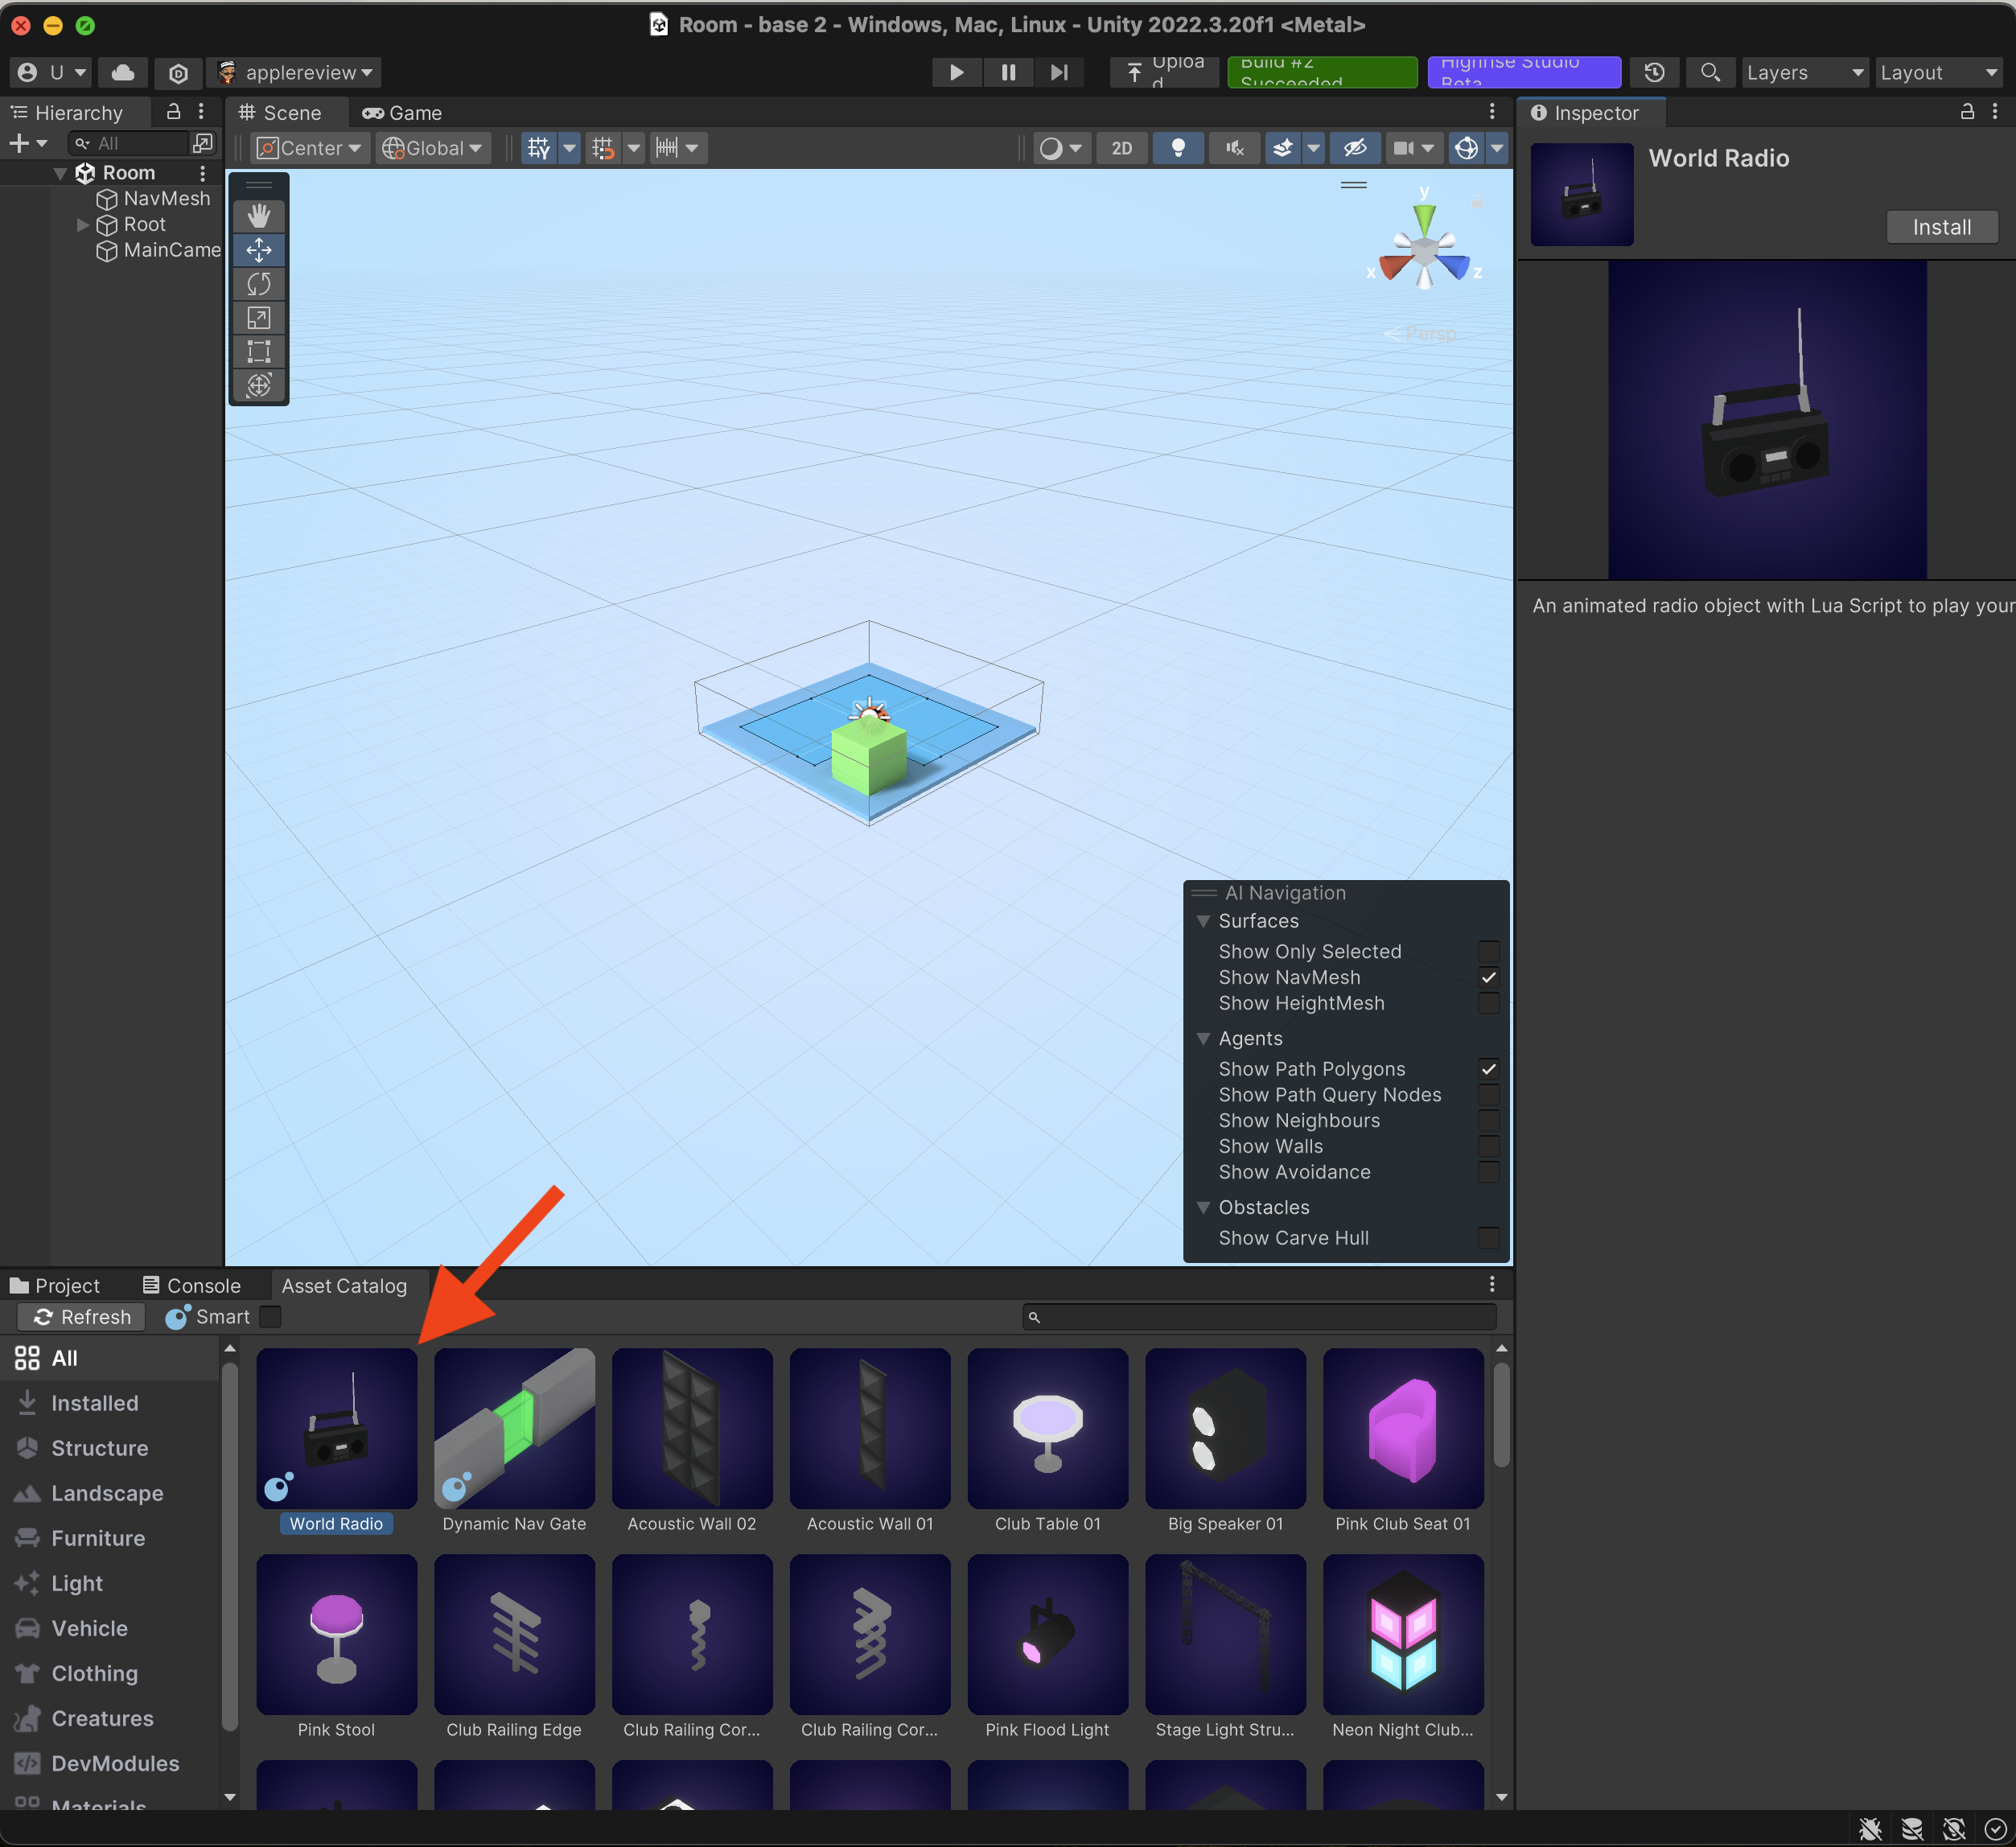 Room - base 2 - Windows, Mac, Linux - Unity 2022.3.20f1 <Metal>
U
applereview
Uploa
d
Build #2
Succeeded
Highrise Studio
Beta
Layers
Layout
Hierarchy
Scene
Game
Inspector
All
Center
Global
2D
World Radio
Install
Room
NavMesh
Root
MainCame
y
x
z
Persp
An animated radio object with Lua Script to play your
AI Navigation
Surfaces
Show Only Selected
Show NavMesh
Show HeightMesh
Agents
Show Path Polygons
Show Path Query Nodes
Show Neighbours
Show Walls
Show Avoidance
Obstacles
Show Carve Hull
Project
Console
Asset Catalog
Refresh
Smart
All
Installed
Structure
Landscape
Furniture
Light
Vehicle
Clothing
Creatures
DevModules
Materials
World Radio
Dynamic Nav Gate
Acoustic Wall 02
Acoustic Wall 01
Club Table 01
Big Speaker 01
Pink Club Seat 01
Pink Stool
Club Railing Edge
Club Railing Cor...
Club Railing Cor...
Pink Flood Light
Stage Light Stru...
Neon Night Club...